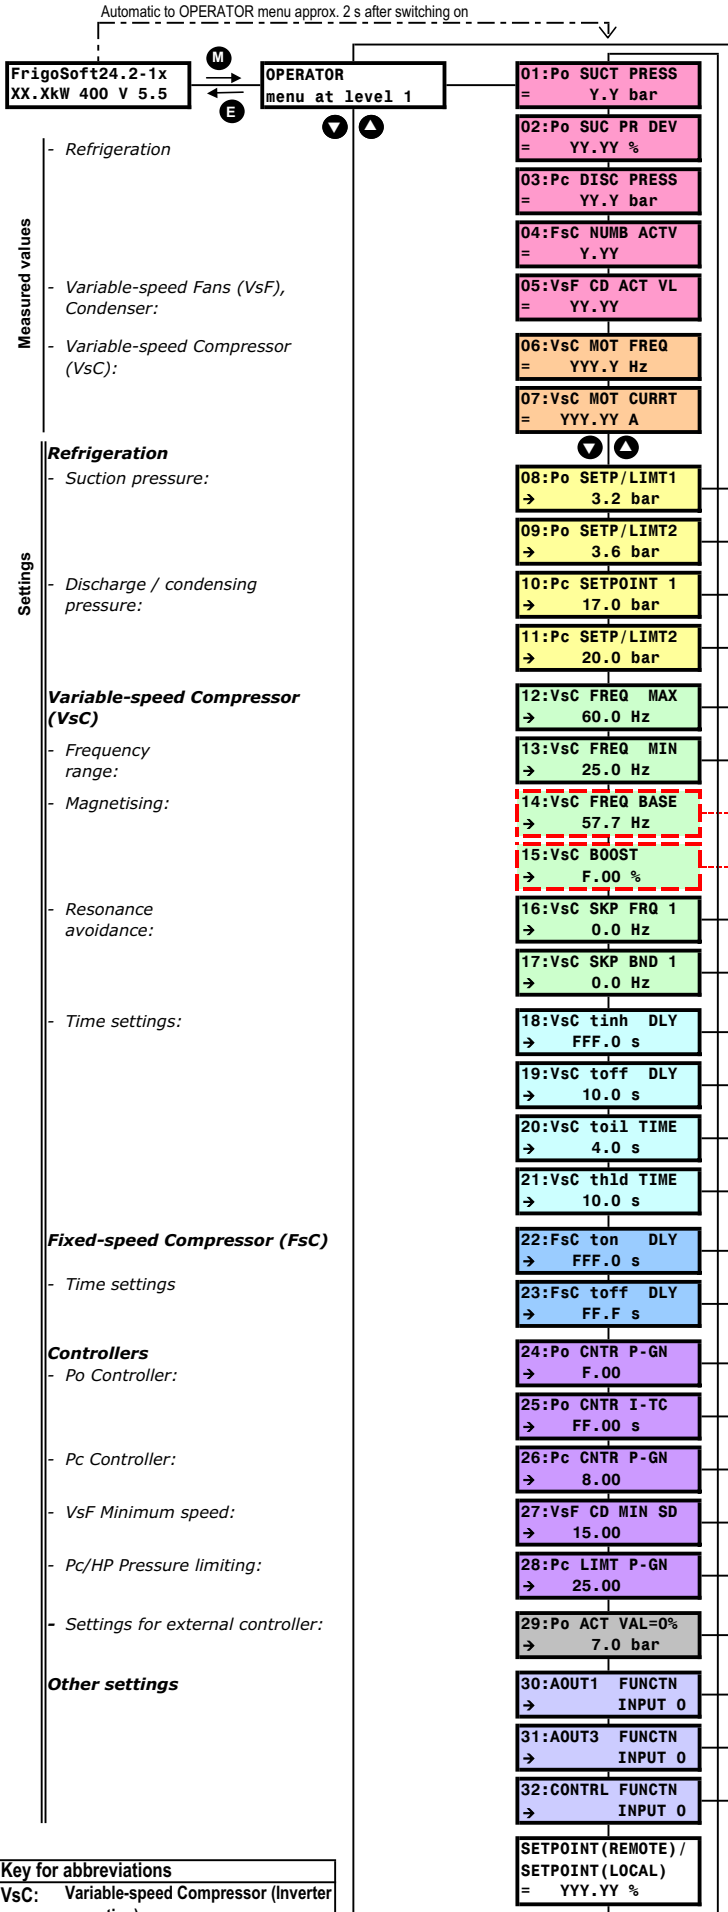 Automatic to OPERATOR menu approx. 2 s after switching on
FrigoSoft24.2-1x
XX.XkW 400 V 5.5
M
E
OPERATOR
menu at level 1
01:Po SUCT PRESS
= Y.Y bar
02:Po SUC PR DEV
= YY.YY %
03:Pc DISC PRESS
= YY.Y bar
04:FsC NUMB ACTV
= Y.YY
05:VsF CD ACT VL
= YY.YY
06:VsC MOT FREQ
= YYY.Y Hz
07:VsC MOT CURRT
= YYY.YY A
Measured values
- Refrigeration
- Variable-speed Fans (VsF),
Condenser:
- Variable-speed Compressor
(VsC):
Settings
Refrigeration
- Suction pressure:
08:Po SETP/LIMT1
→ 3.2 bar
09:Po SETP/LIMT2
→ 3.6 bar
- Discharge / condensing
pressure:
10:Pc SETPOINT 1
→ 17.0 bar
11:Pc SETP/LIMT2
→ 20.0 bar
Variable-speed Compressor
(VsC)
- Frequency
range:
12:VsC FREQ MAX
→ 60.0 Hz
13:VsC FREQ MIN
→ 25.0 Hz
- Magnetising:
14:VsC FREQ BASE
→ 57.7 Hz
15:VsC BOOST
→ F.00 %
- Resonance
avoidance:
16:VsC SKP FRQ 1
→ 0.0 Hz
17:VsC SKP BND 1
→ 0.0 Hz
- Time settings:
18:VsC tinh DLY
→ FFF.0 s
19:VsC toff DLY
→ 10.0 s
20:VsC toil TIME
→ 4.0 s
21:VsC thld TIME
→ 10.0 s
Fixed-speed Compressor (FsC)
- Time settings
22:FsC ton DLY
→ FFF.0 s
23:FsC toff DLY
→ FF.F s
Controllers
- Po Controller:
24:Po CNTR P-GN
→ F.00
25:Po CNTR I-TC
→ FF.00 s
- Pc Controller:
26:Pc CNTR P-GN
→ 8.00
- VsF Minimum speed:
27:VsF CD MIN SD
→ 15.00
- Pc/HP Pressure limiting:
28:Pc LIMT P-GN
→ 25.00
- Settings for external controller:
29:Po ACT VAL=0%
→ 7.0 bar
Other settings
30:AOUT1 FUNCTN
→ INPUT 0
31:AOUT3 FUNCTN
→ INPUT 0
32:CONTRL FUNCTN
→ INPUT 0
SETPOINT(REMOTE)/
SETPOINT(LOCAL)
= YYY.YY %
Key for abbreviations
VsC: Variable-speed Compressor (Inverter